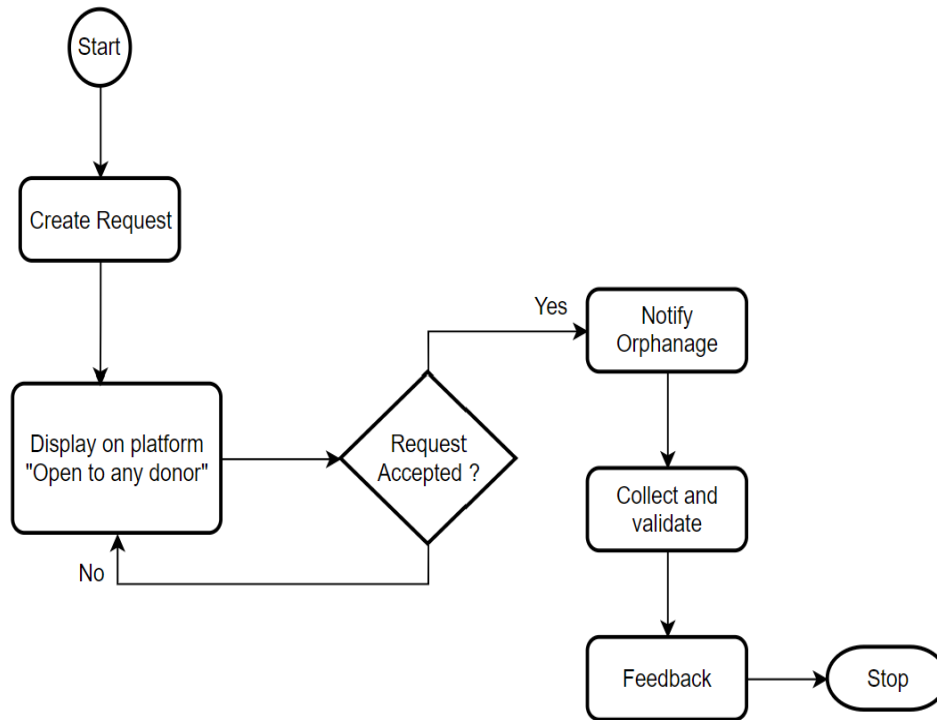 Start
Create Request
Display on platform
"Open to any donor"
Request
Accepted ?
No
Yes
Notify
Orphanage
Collect and
validate
Feedback
Stop